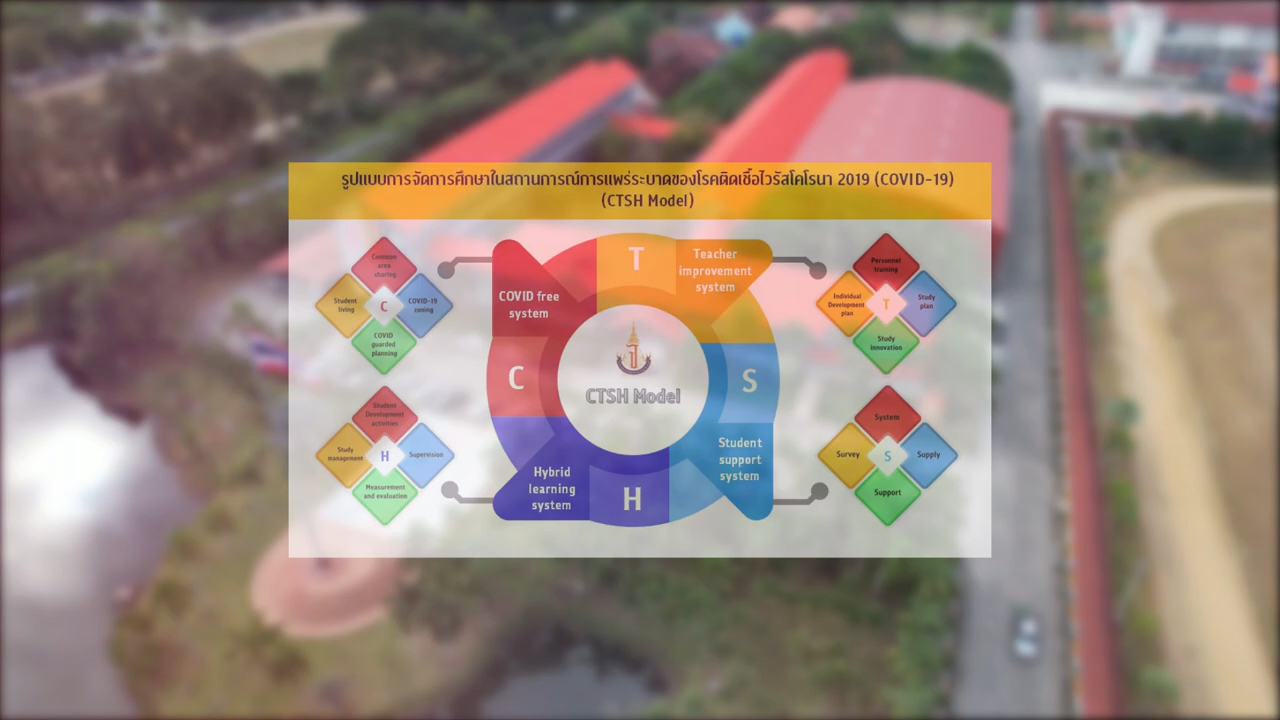 รูปแบบการจัดการศึกษาในสถานการณ์การแพร่ระบาดของโรคติดเชื้อไวรัสโคโรนา 2019 (COVID-19)
(CTSH Model)
Common
area
sharing
Student
living
C
COVID-19
zoning
COVID
guarded
planning
COVID free
system
T
Teacher
improvement
system
Personnel
training
Individual
Development
plan
T
Study
plan
Study
innovation
C
CTSH Model
S
Student
Development
activities
Study
management
H
Supervision
Measurement
and evaluation
Hybrid
learning
system
H
Student
support
system
System
Survey
S
Supply
Support